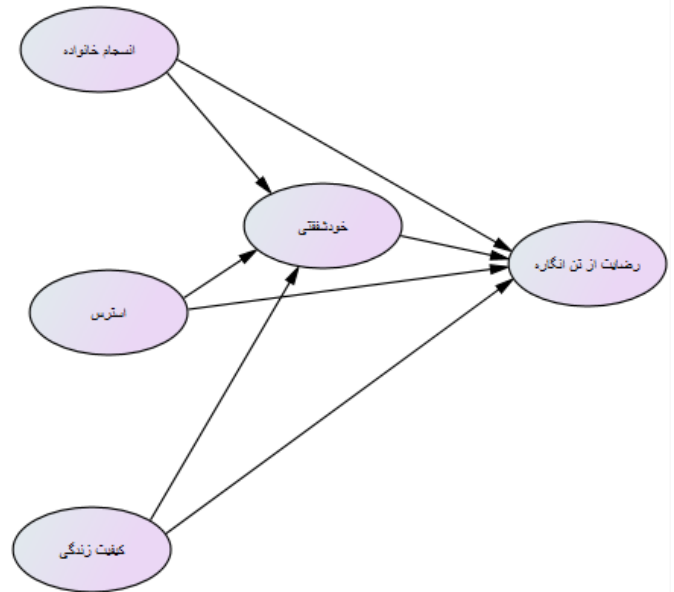 انسجام خانواده
خودشفقتی
رضایت از تن انگاره
استرس
کیفیت زندگی